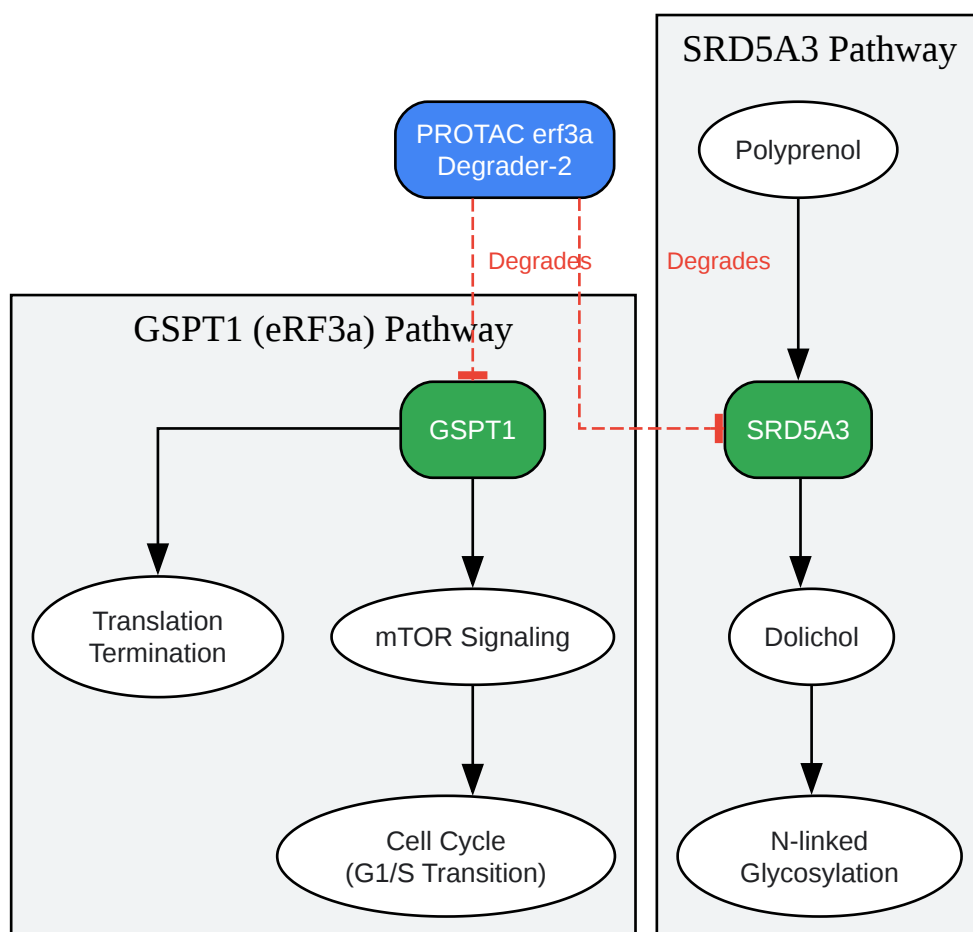 SRD5A3 Pathway
PROTAC erf3a
Degrader-2
Polyprenol
Degrades
Degrades
GSPT1 (eRF3a) Pathway
GSPT1
SRD5A3
Translation
Termination
mTOR Signaling
Dolichol
Cell Cycle
(G1/S Transition)
N-linked
Glycosylation